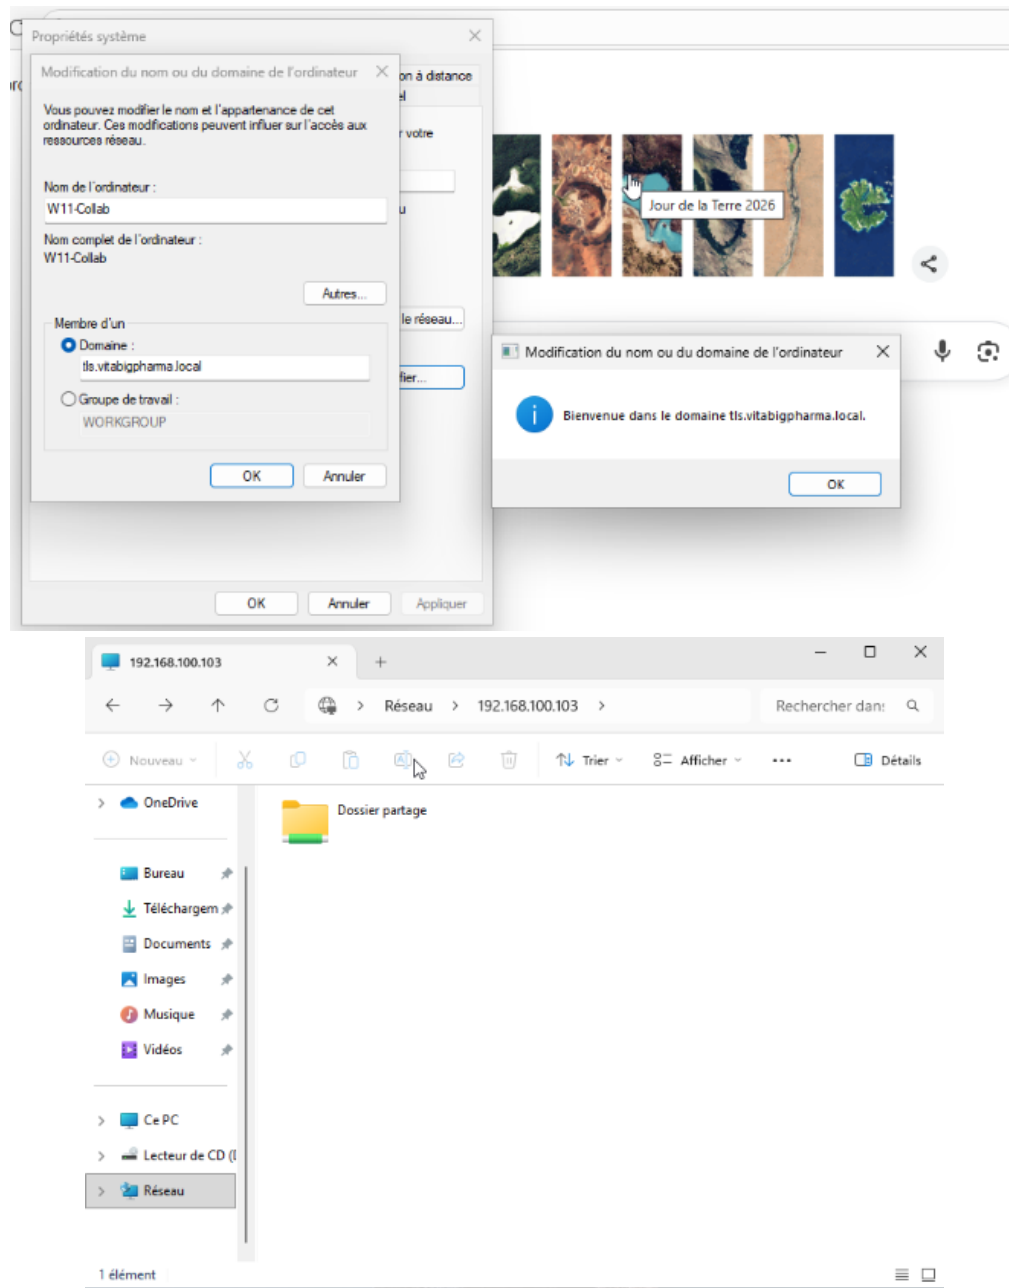 Propriétés système
Modification du nom ou du domaine de l'ordinateur
on à distance
el
Vous pouvez modifier le nom et l'appartenance de cet
ordinateur. Ces modifications peuvent influer sur l'accès aux
ressources réseau.
r votre
Nom de l'ordinateur :
W11-Collab
u
Nom complet de l'ordinateur :
W11-Collab
Autres...
le réseau...
Membre d'un
Domaine :
tls.vitabigpharma.local
fier...
Groupe de travail :
WORKGROUP
OK
Annuler
OK
Annuler
Appliquer
Jour de la Terre 2026
Modification du nom ou du domaine de l'ordinateur
Bienvenue dans le domaine tls.vitabigpharma.local.
OK
192.168.100.103
Réseau > 192.168.100.103 >
Rechercher dans
Nouveau
Trier
Afficher
Détails
OneDrive
Dossier partage
Bureau
Téléchargem
Documents
Images
Musique
Vidéos
Ce PC
Lecteur de CD (
Réseau
1 élément